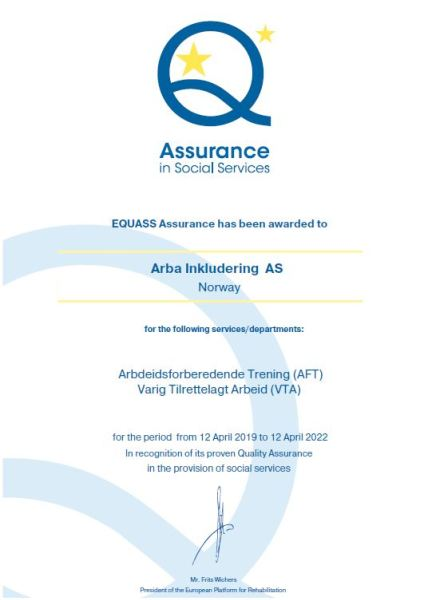 Assurance
in Social Services
EQUASS Assurance has been awarded to
Arba Inkludering AS
Norway
for the following services/departments:
Arbdeidsforberedende Trening (AFT)
Varig Tilrettelagt Arbeid (VTA)
for the period from 12 April 2019 to 12 April 2022
In recognition of its proven Quality Assurance
in the provision of social services
Mr. Frits Wichers
President of the European Platform for Rehabilitation